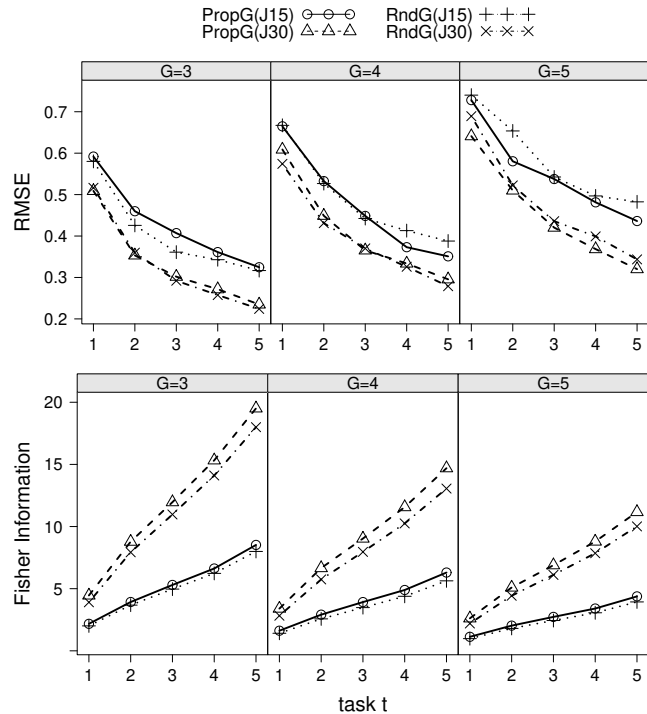 PropG(J15) RndG(J15)
PropG(J30) RndG(J30)
G=3 G=4 G=5
0.7
0.6
0.5
0.4
0.3
0.2
RMSE
1 2 3 4 5 1 2 3 4 5 1 2 3 4 5
G=3 G=4 G=5
20
15
10
5
Fisher Information
1 2 3 4 5 1 2 3 4 5 1 2 3 4 5
task t